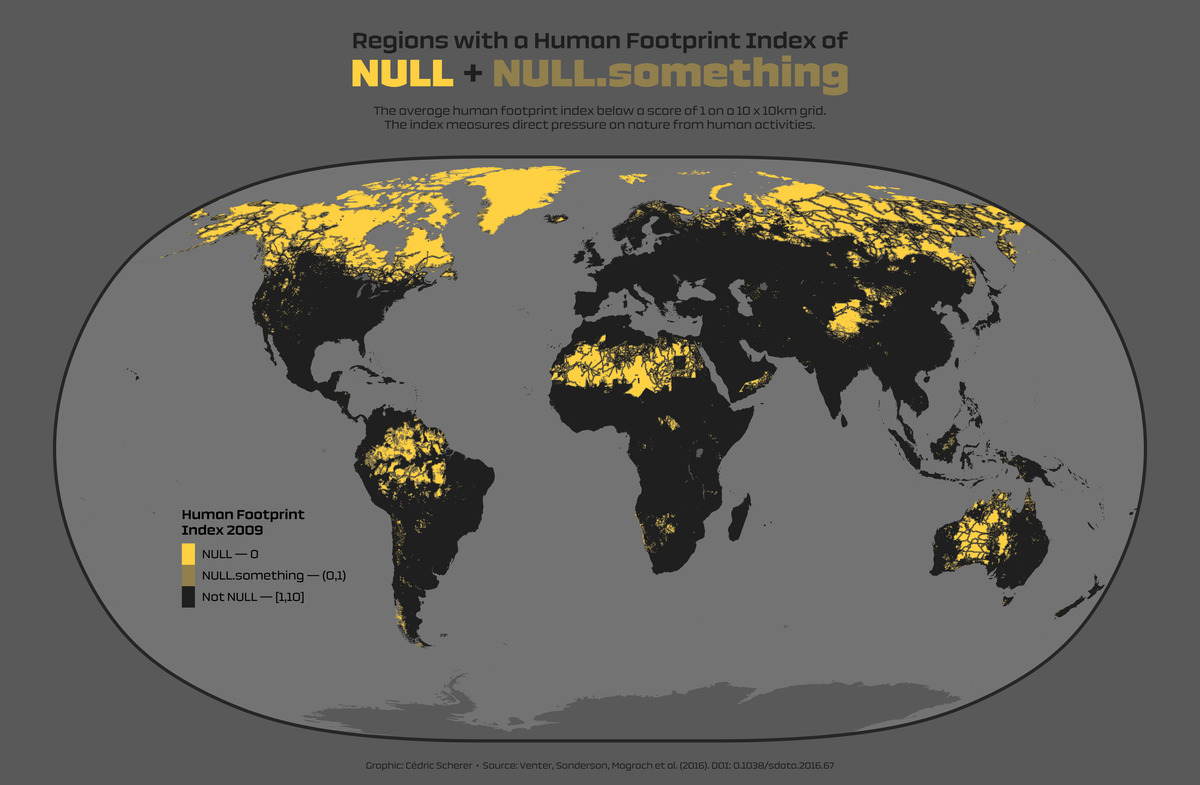 Regions with a Human Footprint Index of
NULL + NULL.something
The average human footprint index below a score of 1 on a 10 x 10km grid.
The index measures direct pressure on nature from human activities.
Human Footprint
Index 2009
NULL — 0
NULL.something — (0,1)
Not NULL — [1,10]
Graphic: Cédric Scherer • Source: Venter, Sanderson, Magrach et al. (2016). DOI: 0.1038/sdata.2016.67